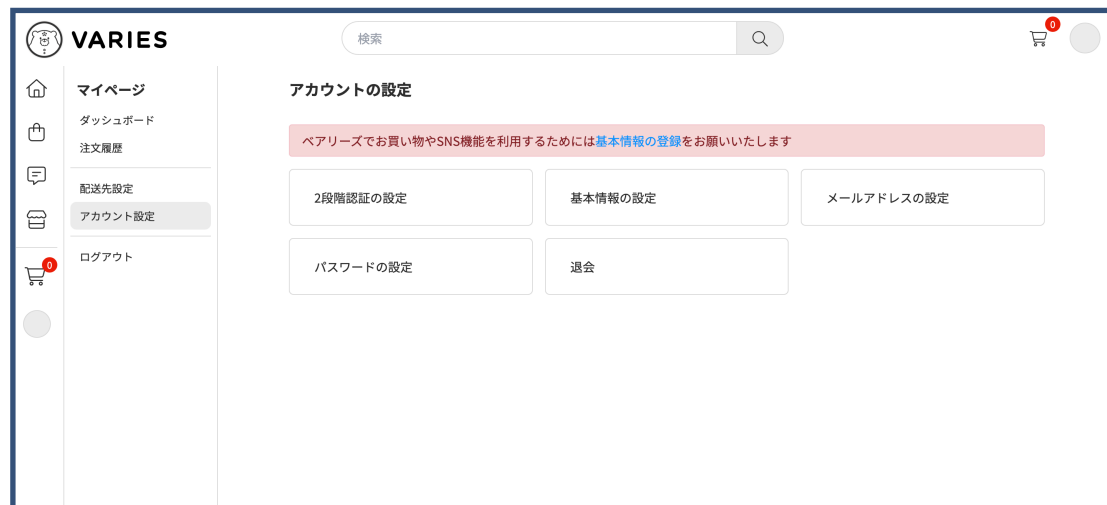 VARIES
検索
0
マイページ
ダッシュボード
注文履歴
配送先設定
アカウント設定
ログアウト
0
アカウントの設定
ベアリーズでお買い物やSNS機能を利用するためには基本情報の登録をお願いいたします
2段階認証の設定
基本情報の設定
メールアドレスの設定
パスワードの設定
退会